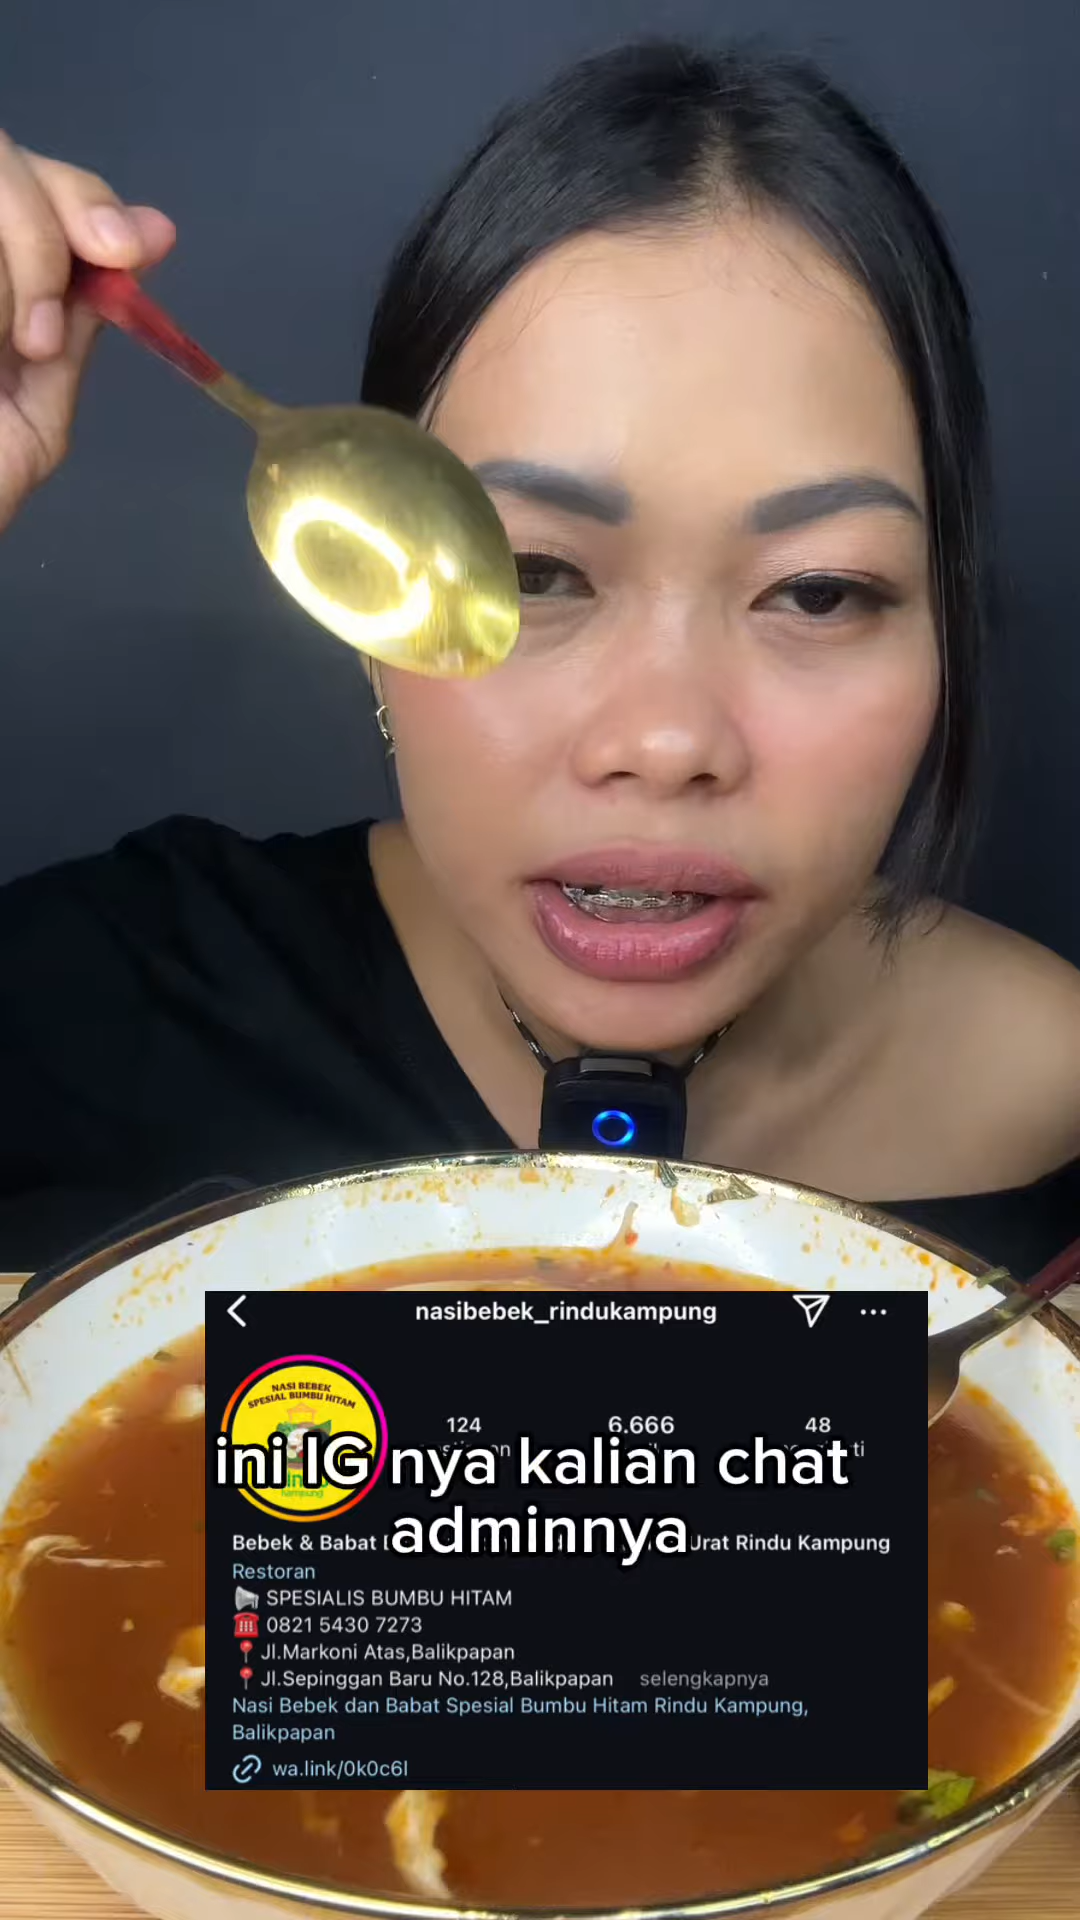 nasibebek_rindukampung
NASI BEBEK
SPESIAL BUMBU HITAM
Kampung
124
6.666
48
ini IG nya kalian chat
adminnya
Bebek & Babat Urat Rindu Kampung
Restoran
SPESIALIS BUMBU HITAM
0821 5430 7273
Jl.Markoni Atas,Balikpapan
Jl.Sepinggan Baru No.128,Balikpapan selengkapnya
Nasi Bebek dan Babat Spesial Bumbu Hitam Rindu Kampung,
Balikpapan
wa.link/0k0c6l